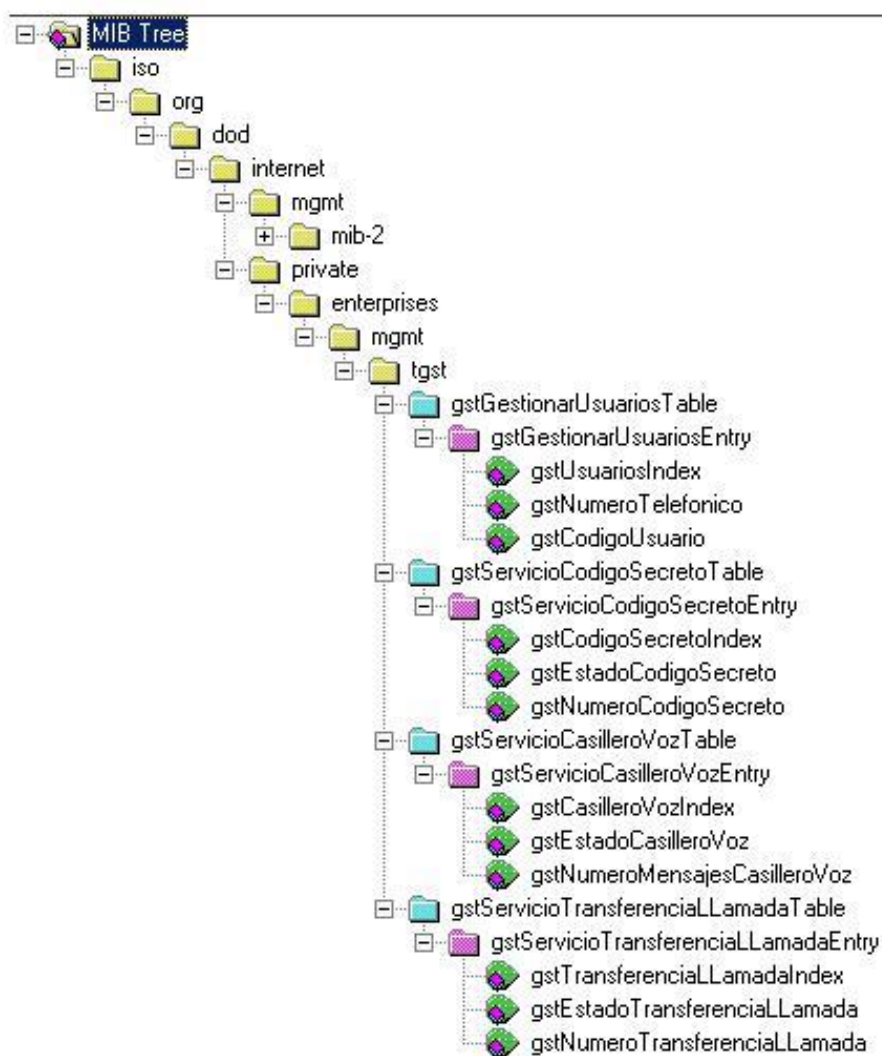 MIB Tree
iso
org
dod
internet
mgmt
mib-2
private
enterprises
mgmt
tgst
gstGestionarUsuariosTable
gstGestionarUsuariosEntry
gstUsuariosIndex
gstNumeroTelefonico
gstCodigoUsuario
gstServicioCodigoSecretoTable
gstServicioCodigoSecretoEntry
gstCodigoSecretoIndex
gstEstadoCodigoSecreto
gstNumeroCodigoSecreto
gstServicioCasilleroVozTable
gstServicioCasilleroVozEntry
gstCasilleroVozIndex
gstEstadoCasilleroVoz
gstNumeroMensajesCasilleroVoz
gstServicioTransferenciaLLamadaTable
gstServicioTransferenciaLLamadaEntry
gstTransferenciaLLamadaIndex
gstEstadoTransferenciaLLamada
gstNumeroTransferenciaLLamada